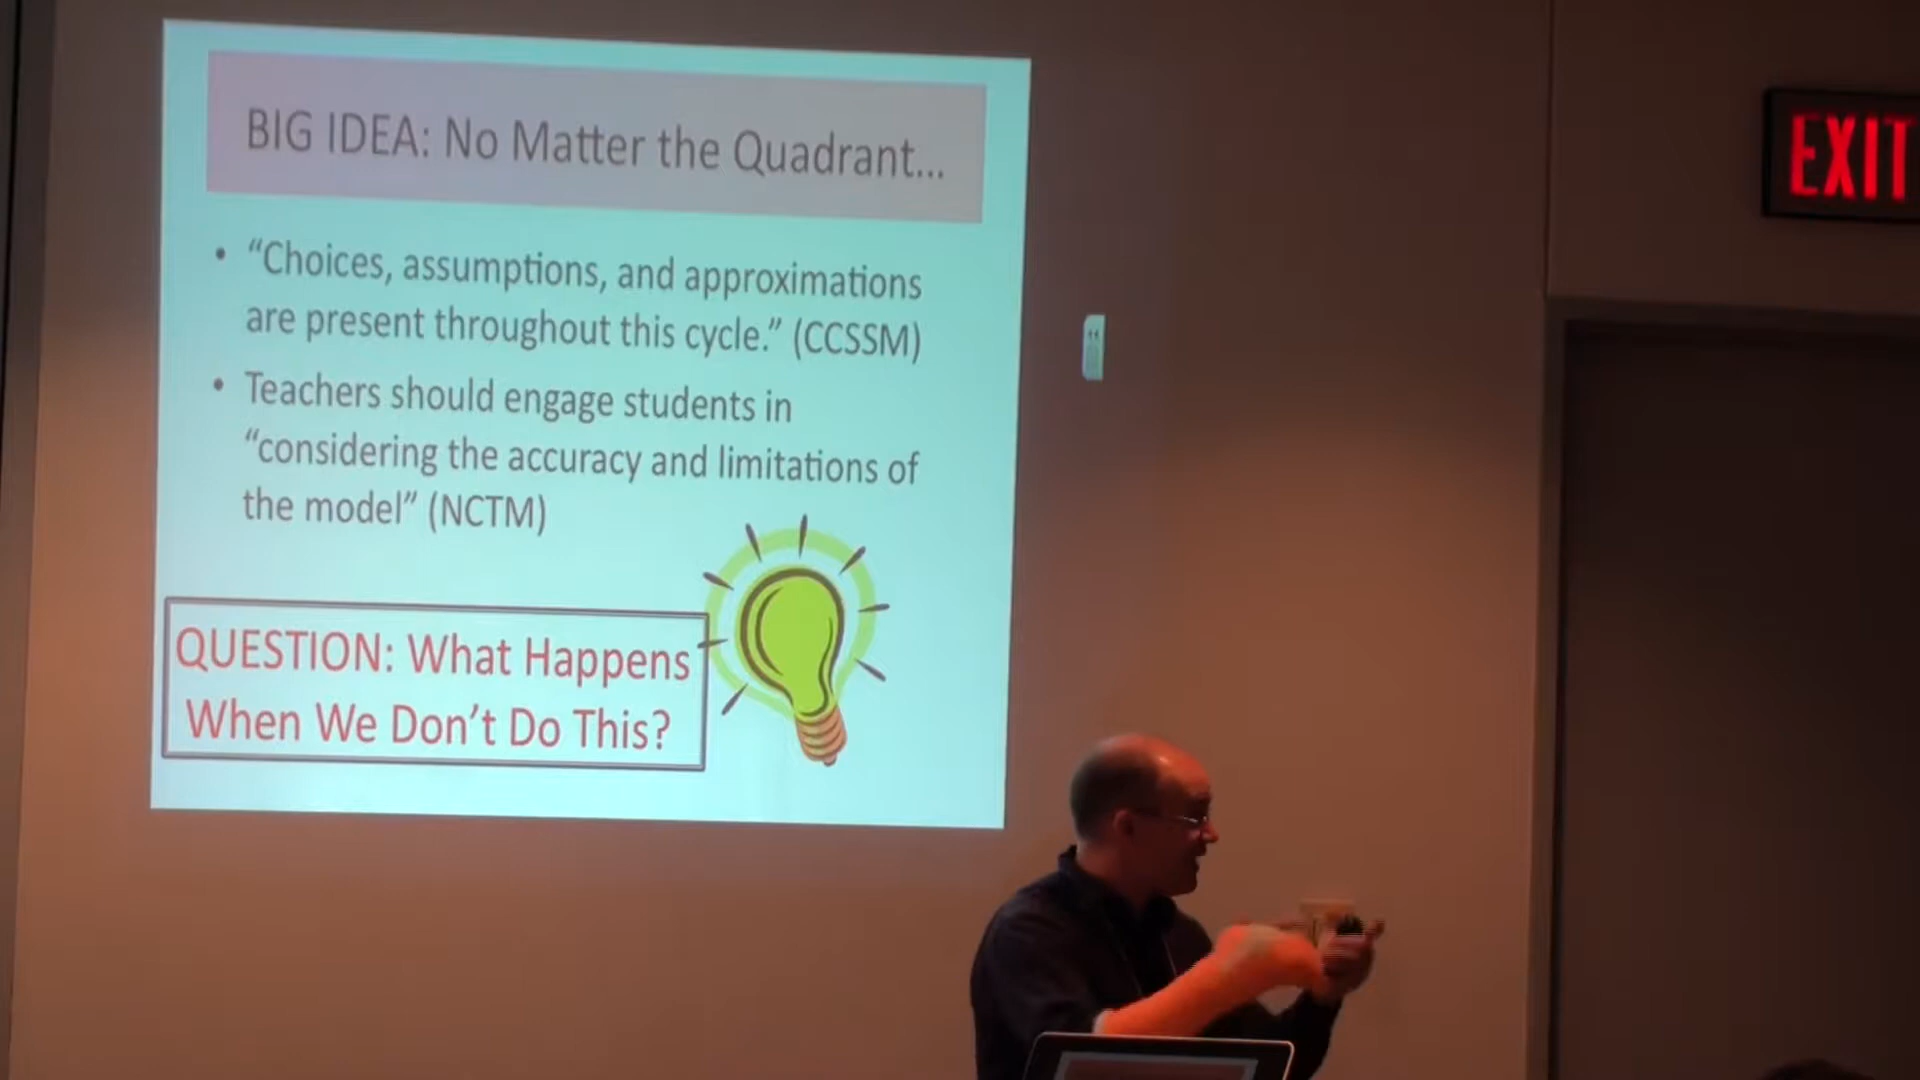 BIG IDEA: No Matter the Quadrant...
• “Choices, assumptions, and approximations
are present throughout this cycle.” (CCSSM)
• Teachers should engage students in
“considering the accuracy and limitations of
the model” (NCTM)
QUESTION: What Happens
When We Don’t Do This?
EXIT